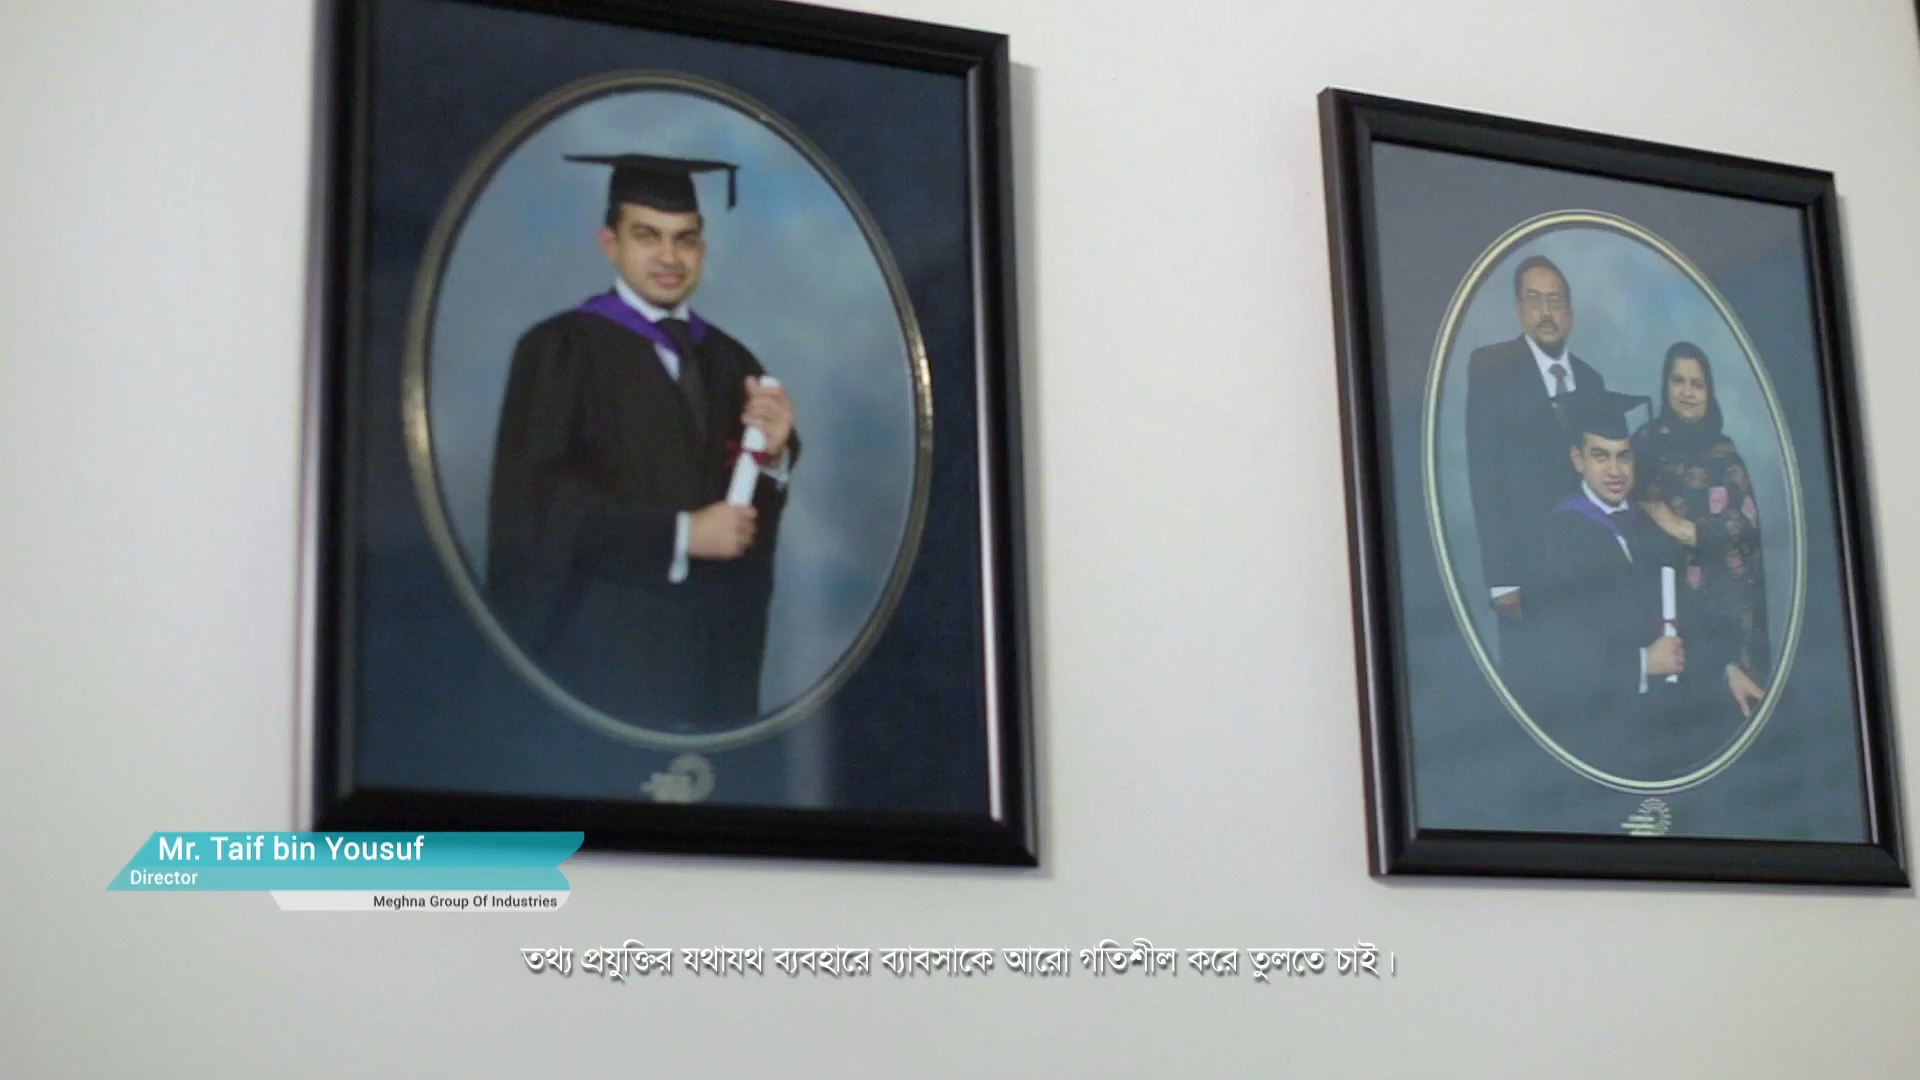 Mr. Taif bin Yousuf
Director
Meghna Group Of Industries
তথ্য প্রযুক্তির যথাযথ ব্যবহারে ব্যাবসাকে আরো গতিশীল করে তুলতে চাই।